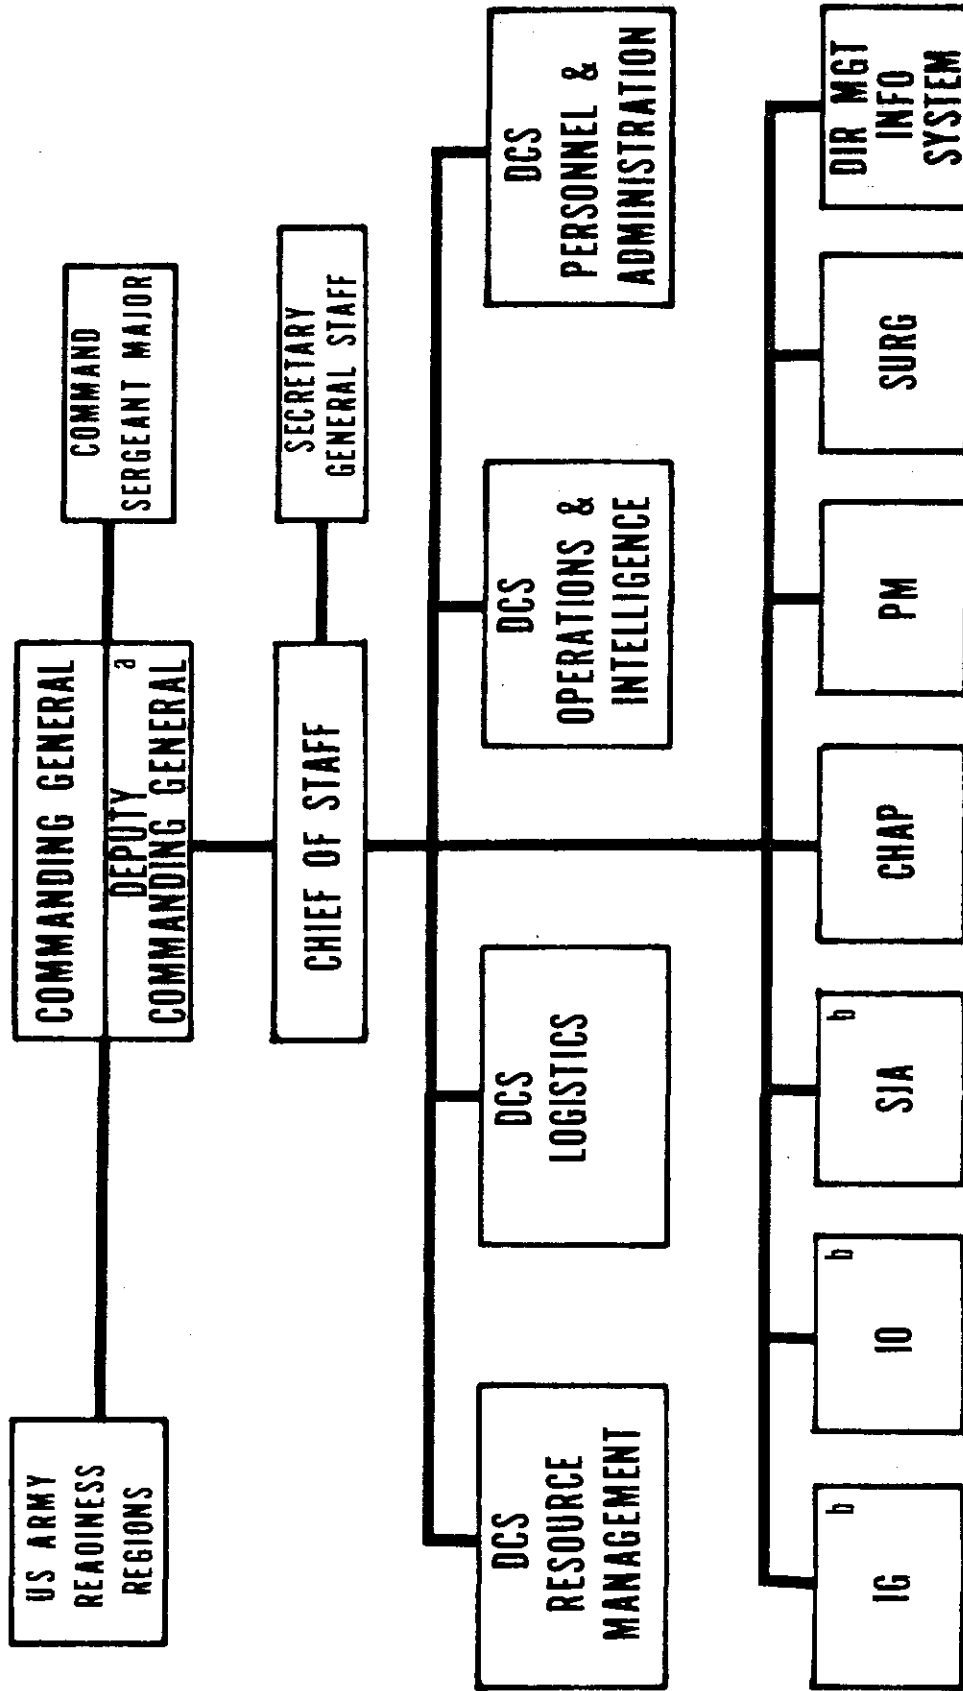 US ARMY
READINESS
REGIONS
COMMANDING GENERAL
DEPUTY a
COMMANDING GENERAL
COMMAND
SERGEANT MAJOR
CHIEF OF STAFF
SECRETARY
GENERAL STAFF
DCS
RESOURCE
MANAGEMENT
DCS
LOGISTICS
DCS
OPERATIONS &
INTELLIGENCE
DCS
PERSONNEL &
ADMINISTRATION
IG b
IO b
SJA b
CHAP
PM
SURG
DIR MGT
INFO
SYSTEM